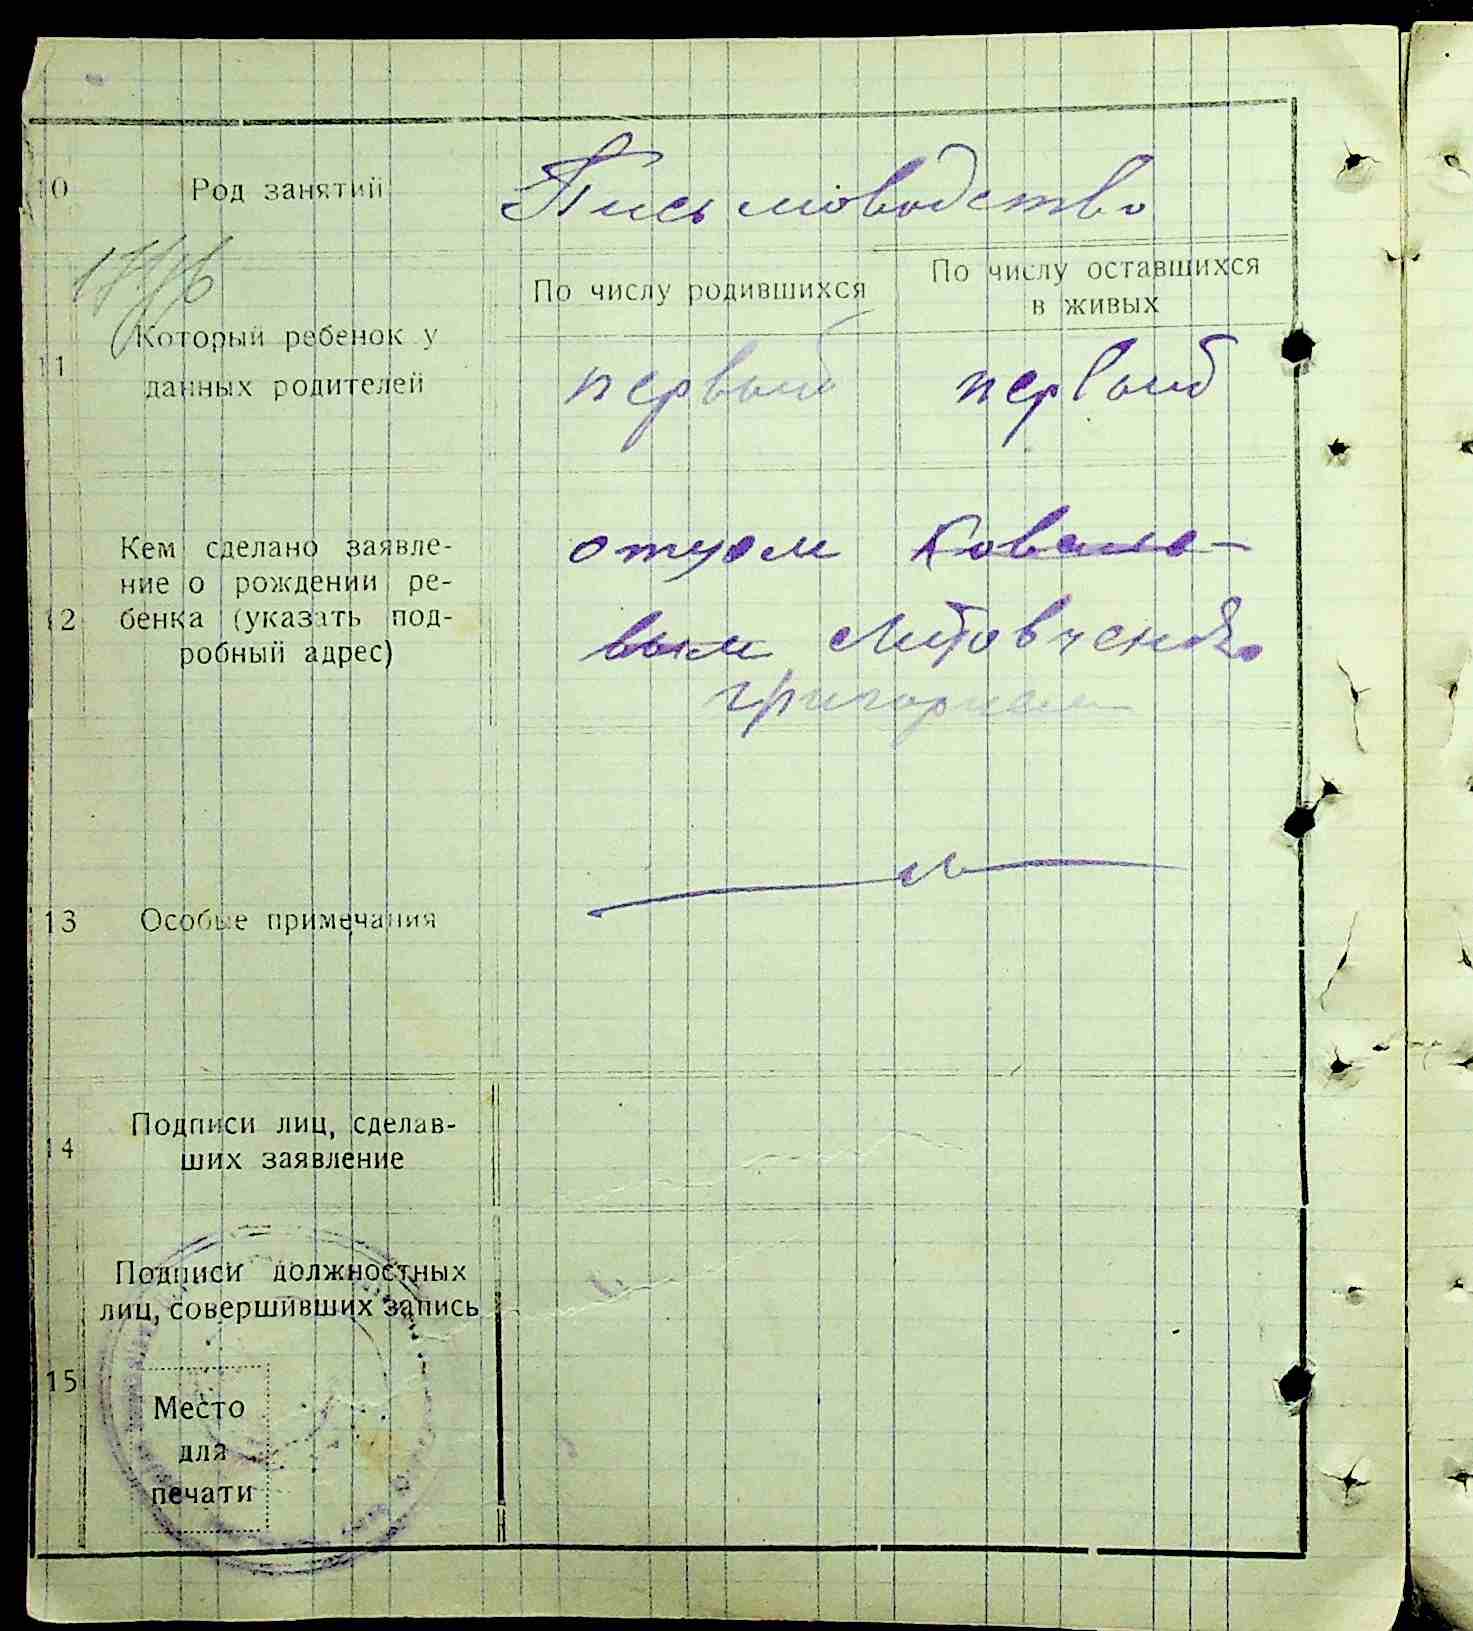 10 Род занятий Письмоводство
По числу родившихся По числу оставшихся
в живых
11 Который ребенок у
данных родителей первый первый
12 Кем сделано заявле-
ние о рождении ре-
бенка (указать под-
робный адрес)
отцом Ковале-
вым Литовченко
Григорием
13 Особые примечания
14 Подписи лиц, сделав-
ших заявление
15 Подписи должностных
лиц, совершивших запись
Место
для
печати